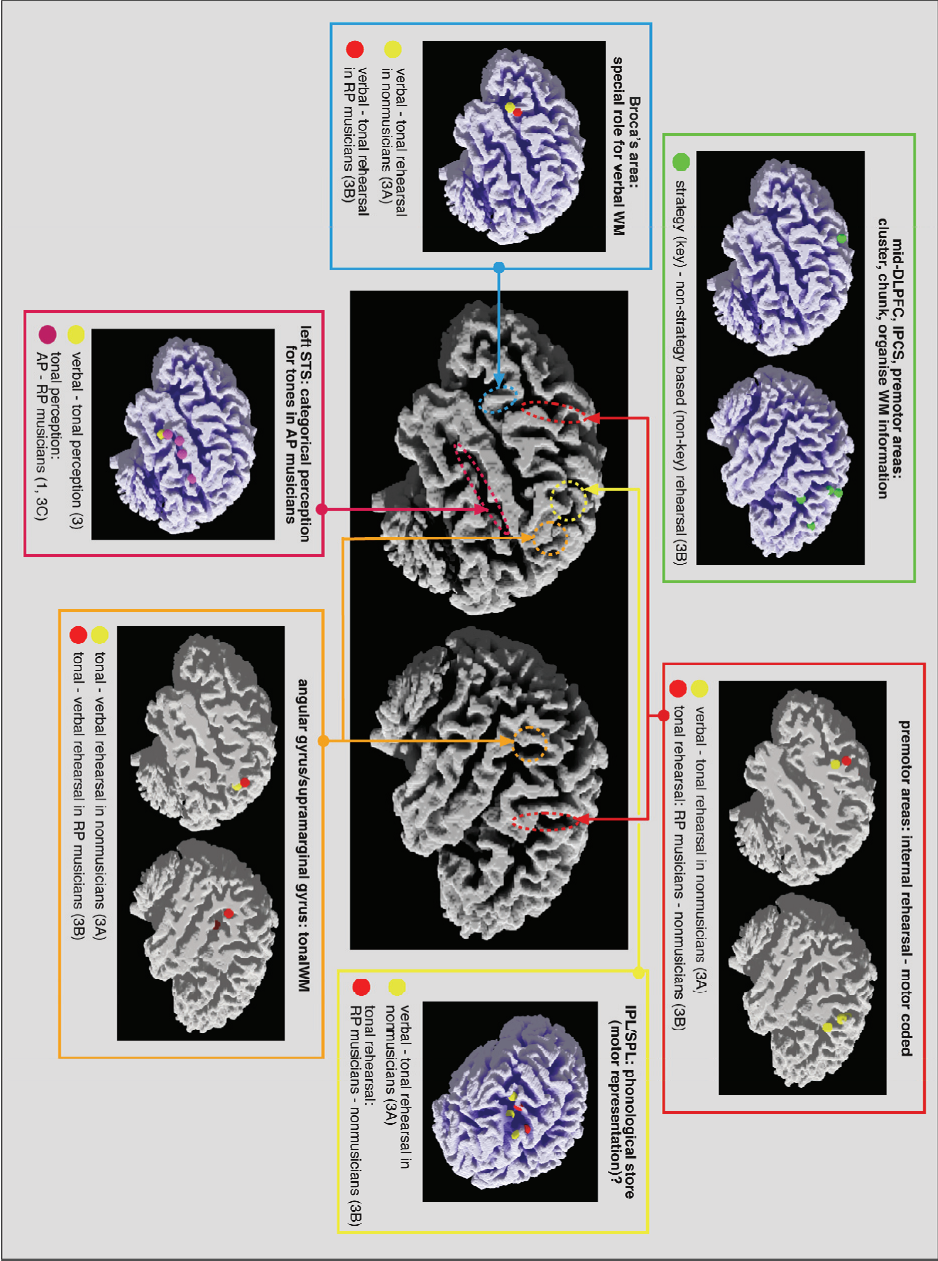 mid-DLPFC, IPCS, premotor areas:
cluster, chunk, organise WM information
strategy (key) - non-strategy based (non-key) rehearsal (3B)
premotor areas: internal rehearsal - motor coded
verbal - tonal rehearsal in nonmusicians (3A)
tonal rehearsal: RP musicians - nonmusicians (3B)
Broca's area:
special role for verbal WM
verbal - tonal rehearsal
in nonmusicians (3A)
verbal - tonal rehearsal
in RP musicians (3B)
IPL/SPL: phonological store
(motor representation)?
verbal - tonal rehearsal in
nonmusicians (3A)
tonal rehearsal:
RP musicians - nonmusicians (3B)
left STS: categorical perception
for tones in AP musicians
verbal - tonal perception (3)
tonal perception:
AP - RP musicians (1, 3C)
angular gyrus/supramarginal gyrus: tonalWM
tonal - verbal rehearsal in nonmusicians (3A)
tonal - verbal rehearsal in RP musicians (3B)